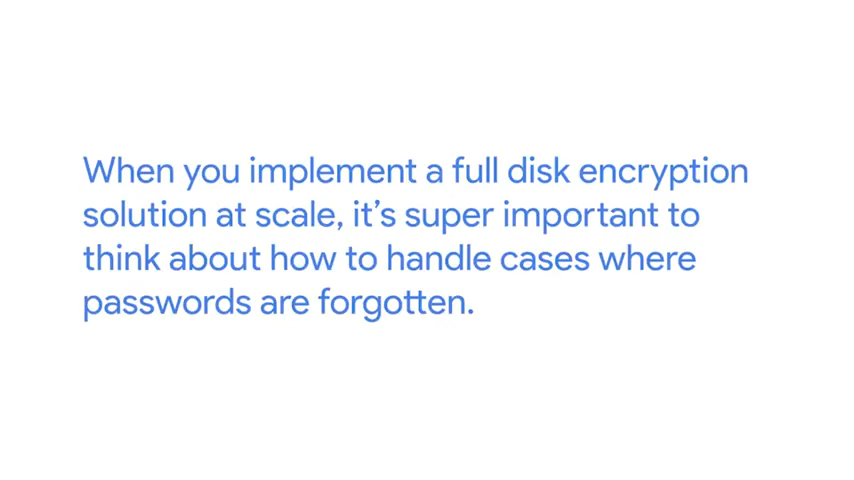 When you implement a full disk encryption
solution at scale, it’s super important to
think about how to handle cases where
passwords are forgotten.